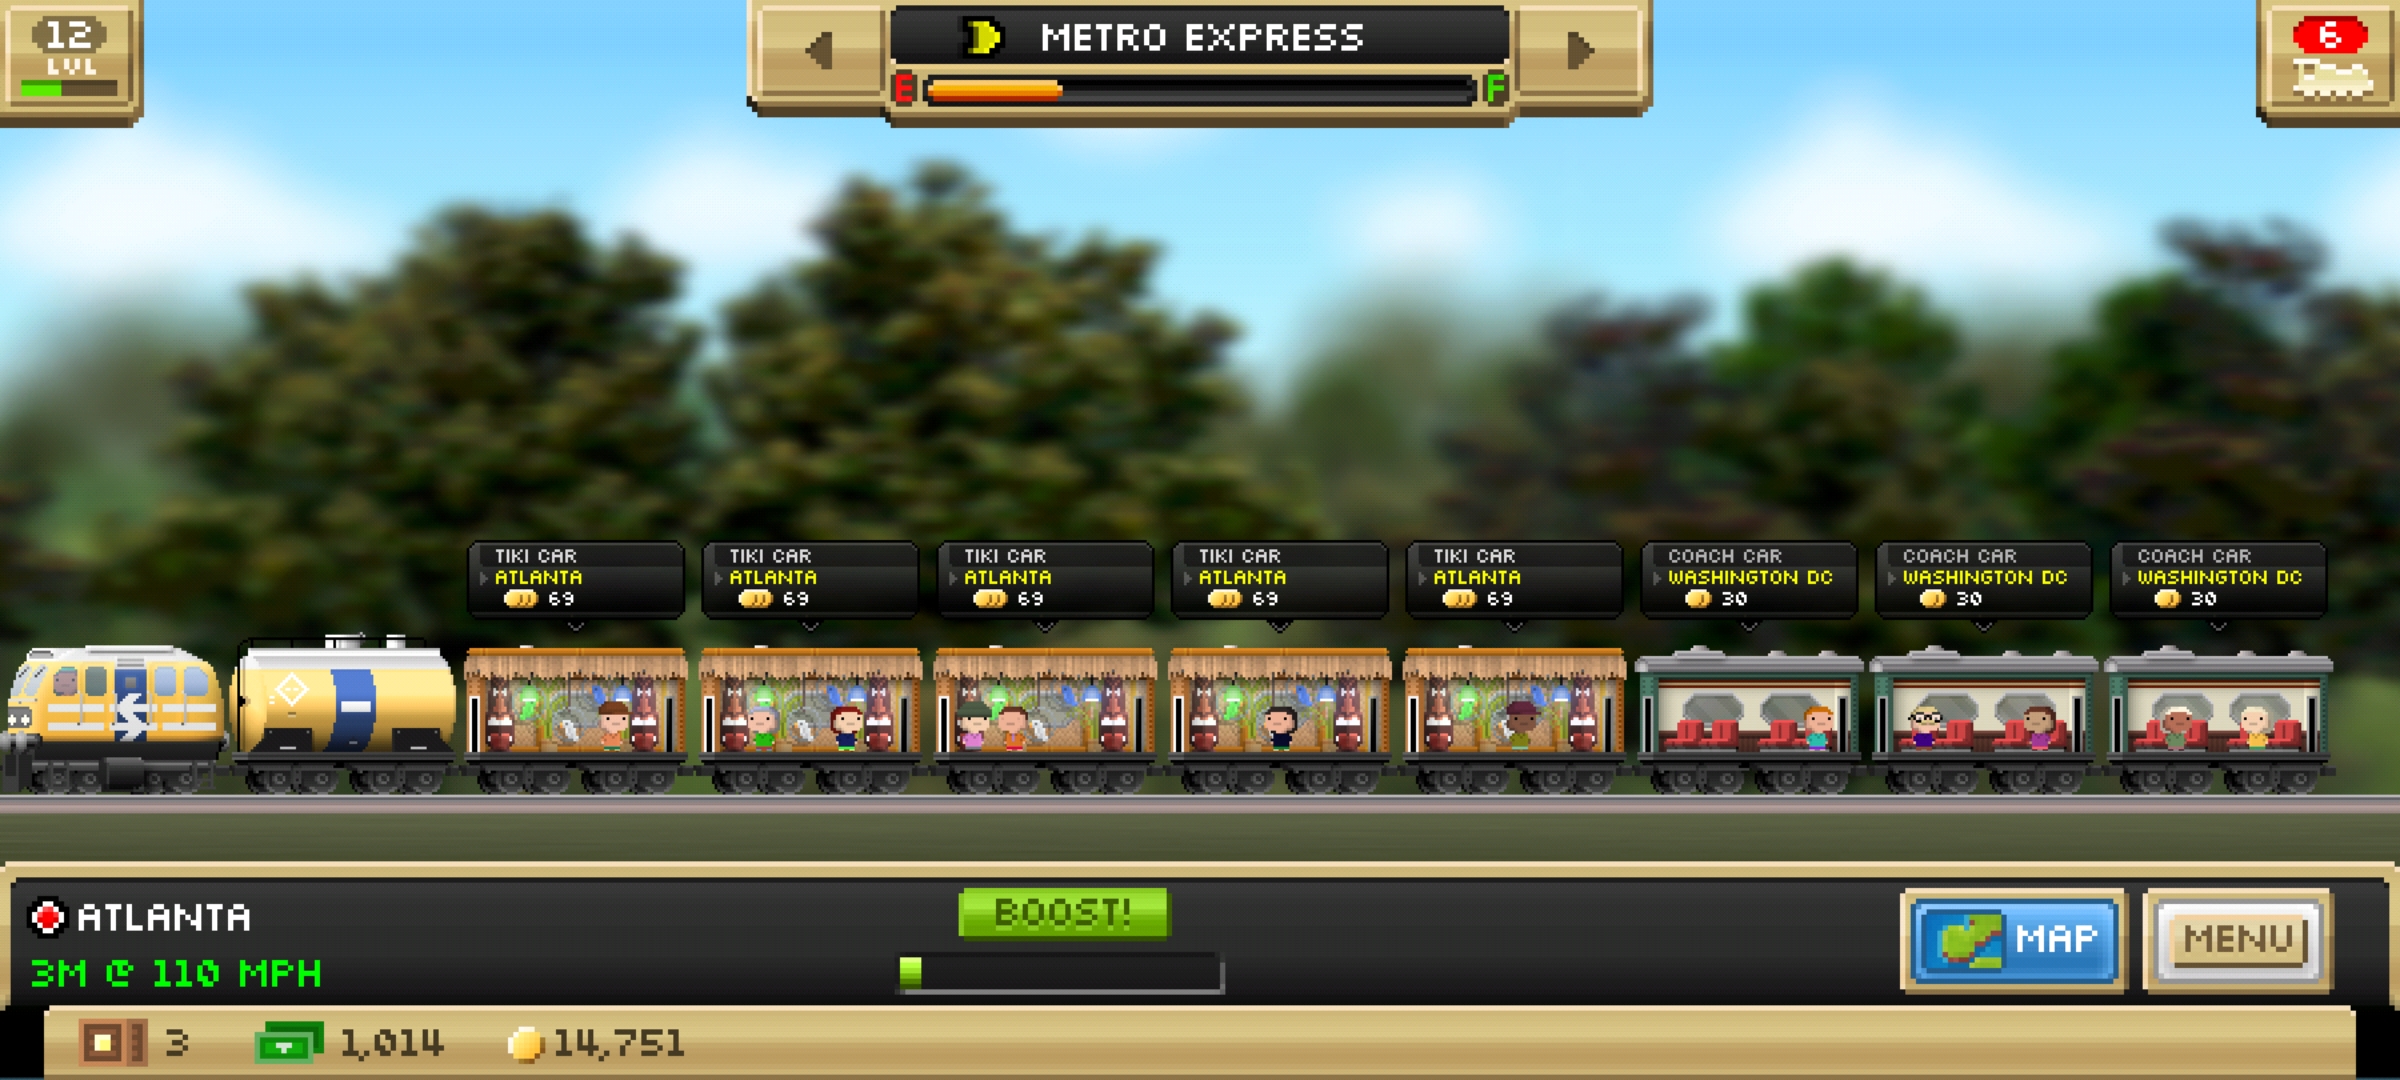 12
LVL
METRO EXPRESS
E F
6
TIKI CAR
ATLANTA
69
TIKI CAR
ATLANTA
69
TIKI CAR
ATLANTA
69
TIKI CAR
ATLANTA
69
TIKI CAR
ATLANTA
69
COACH CAR
WASHINGTON DC
30
COACH CAR
WASHINGTON DC
30
COACH CAR
WASHINGTON DC
30
ATLANTA
3M @ 110 MPH
BOOST!
MAP
MENU
3 1,014 14,751